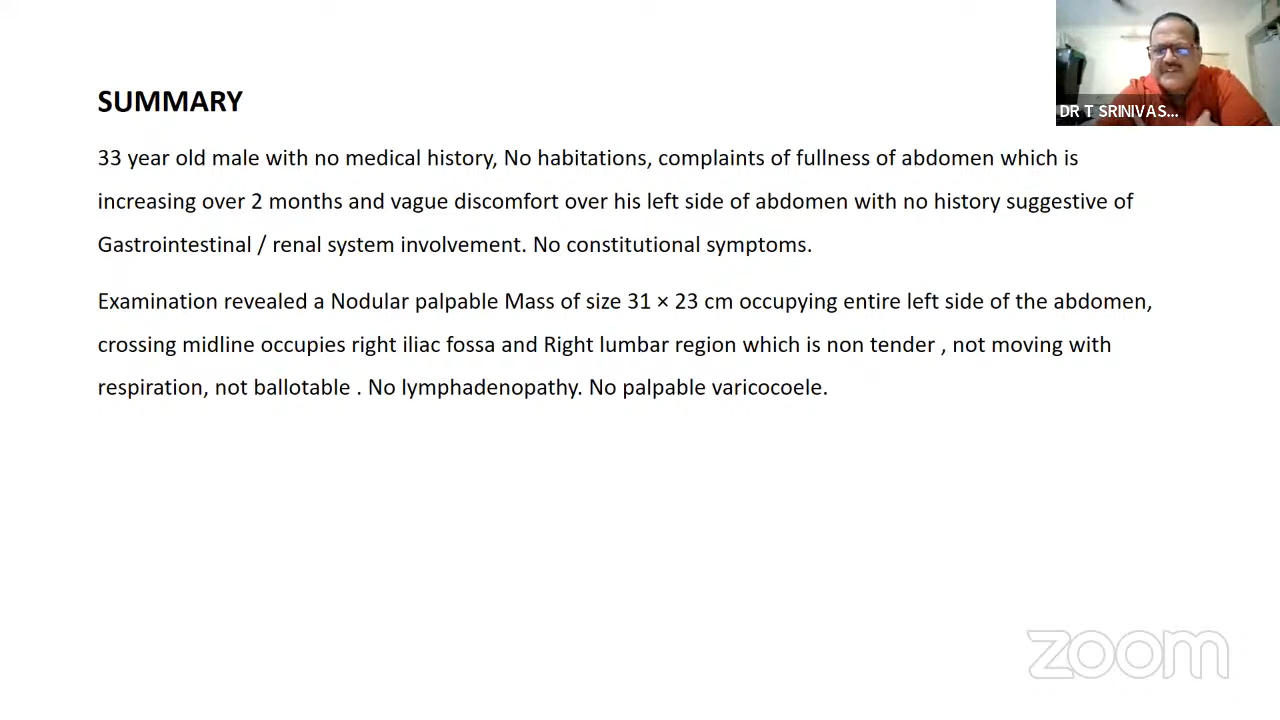 SUMMARY
33 year old male with no medical history, No habitations, complaints of fullness of abdomen which is
increasing over 2 months and vague discomfort over his left side of abdomen with no history suggestive of
Gastrointestinal / renal system involvement. No constitutional symptoms.
Examination revealed a Nodular palpable Mass of size 31 × 23 cm occupying entire left side of the abdomen,
crossing midline occupies right iliac fossa and Right lumbar region which is non tender , not moving with
respiration, not ballotable . No lymphadenopathy. No palpable varicocoele.
DR T SRINIVAS...
zoom